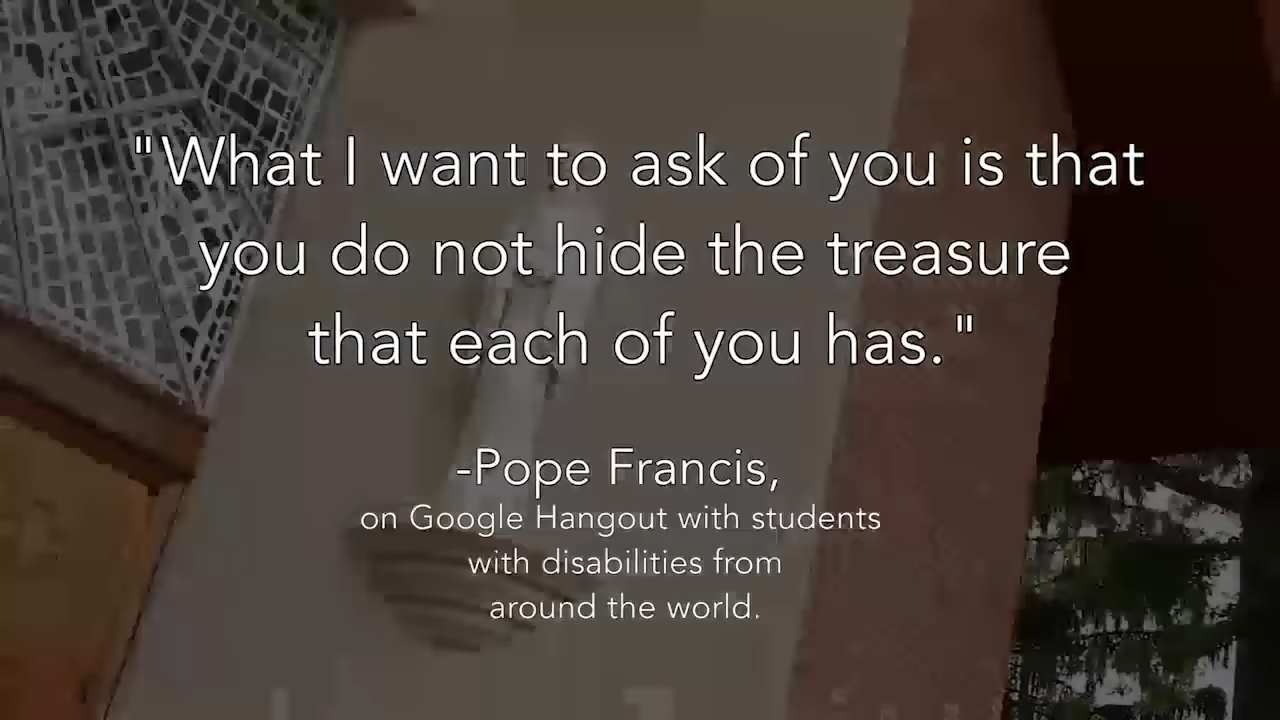 "What I want to ask of you is that
you do not hide the treasure
that each of you has."
-Pope Francis,
on Google Hangout with students
with disabilities from
around the world.